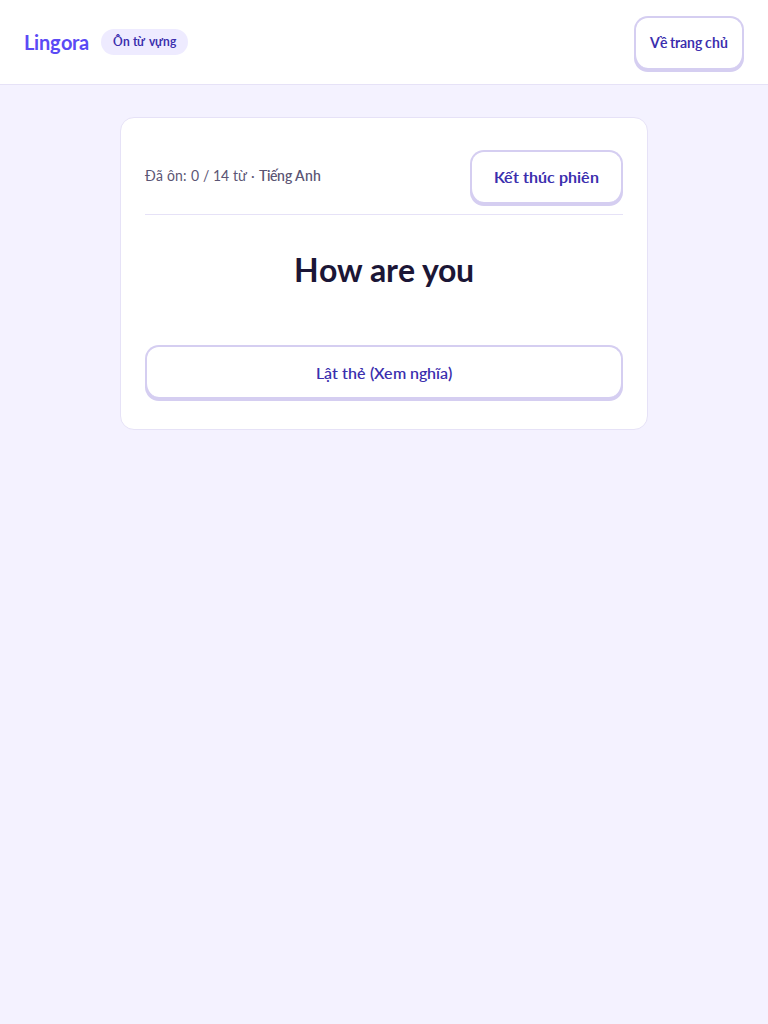 Lingora
Ôn từ vựng
Về trang chủ
Đã ôn: 0 / 14 từ · Tiếng Anh
Kết thúc phiên
How are you
Lật thẻ (Xem nghĩa)